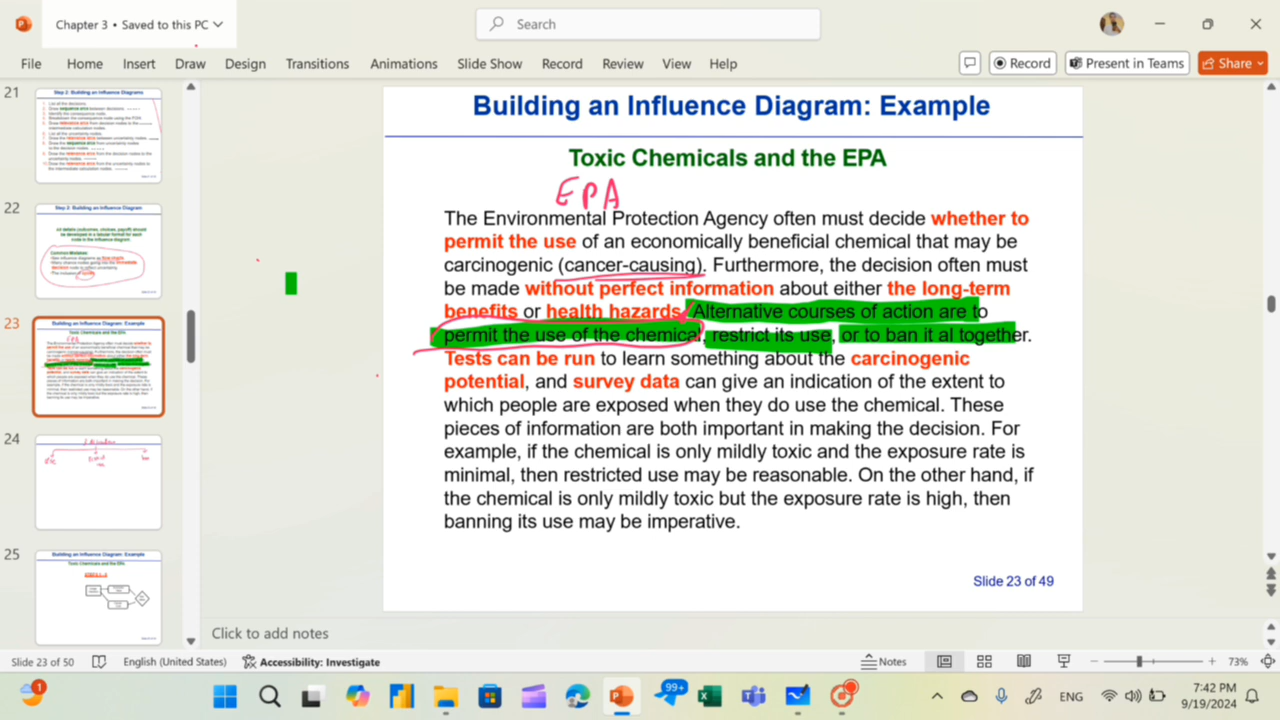 Chapter 3 • Saved to this PC
Search
File Home Insert Draw Design Transitions Animations Slide Show Record Review View Help
Record
Present in Teams
Share
21
Step 2: Building an Influence Diagrams
22
Step 2: Building an Influence Diagram
Common Mistakes:
23
Building an Influence Diagram: Example
Toxic Chemicals and the EPA
24
25
Building an Influence Diagram: Example
Toxic Chemicals and the EPA
Building an Influence Diagram: Example
Toxic Chemicals and the EPA
EPA
The Environmental Protection Agency often must decide whether to
permit the use of an economically beneficial chemical that may be
carcinogenic (cancer-causing). Furthermore, the decision often must
be made without perfect information about either the long-term
benefits or health hazards. Alternative courses of action are to
permit the use of the chemical, restrict its use, or to ban it al together.
Tests can be run to learn something about the carcinogenic
potential, and survey data can give an indication of the extent to
which people are exposed when they do use the chemical. These
pieces of information are both important in making the decision. For
example, if the chemical is only mildly toxic and the exposure rate is
minimal, then restricted use may be reasonable. On the other hand, if
the chemical is only mildly toxic but the exposure rate is high, then
banning its use may be imperative.
Slide 23 of 49
Click to add notes
Slide 23 of 50
English (United States)
Accessibility: Investigate
Notes
73%
1
99+
ENG
7:42 PM
9/19/2024